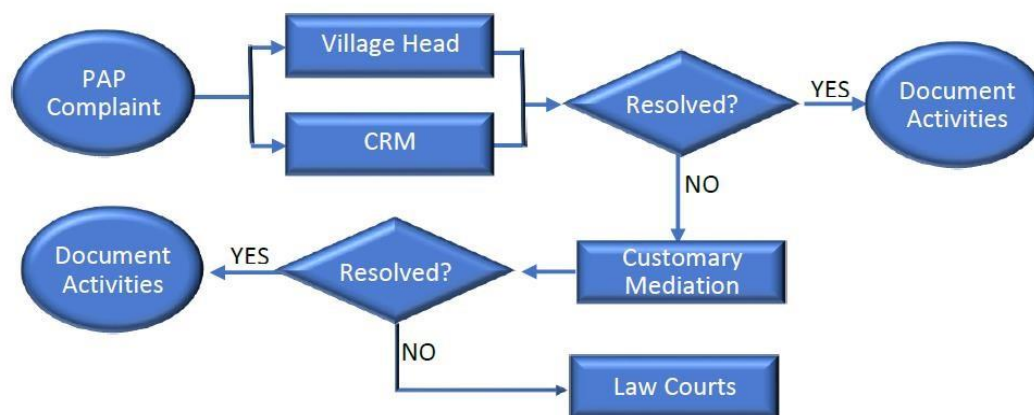 PAP
Complaint
Village Head
CRM
Resolved?
YES
Document
Activities
NO
Customary
Mediation
Resolved?
YES
Document
Activities
NO
Law Courts